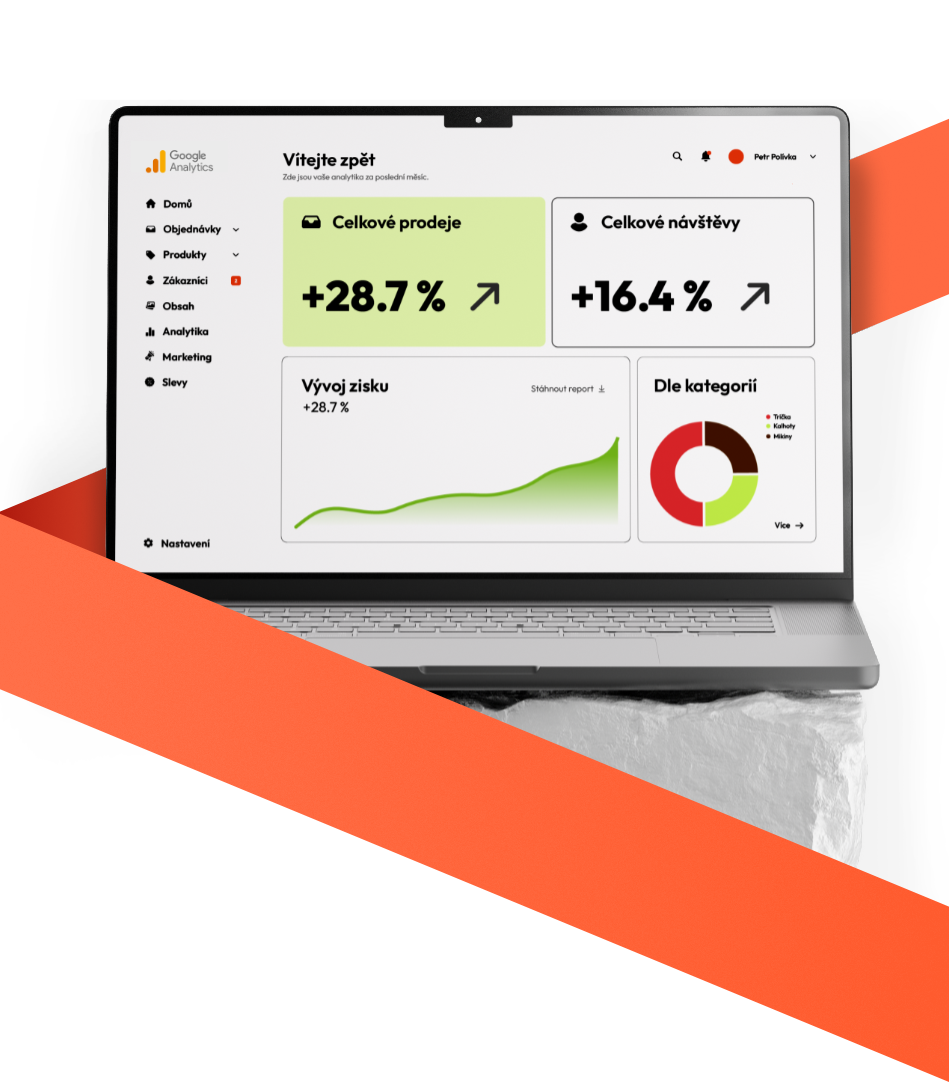 Google
Analytics
Domů
Objednávky
Produkty
Zákazníci
Obsah
Analytika
Marketing
Slevy
Nastavení
Vítejte zpět
Zde jsou vaše analytika za poslední měsíc.
Petr Polívka
Celkové prodeje
+28.7 %
Celkové návštěvy
+16.4 %
Vývoj zisku
+28.7 %
Stáhnout report
Dle kategorií
Trička
Kalhoty
Mikiny
Více